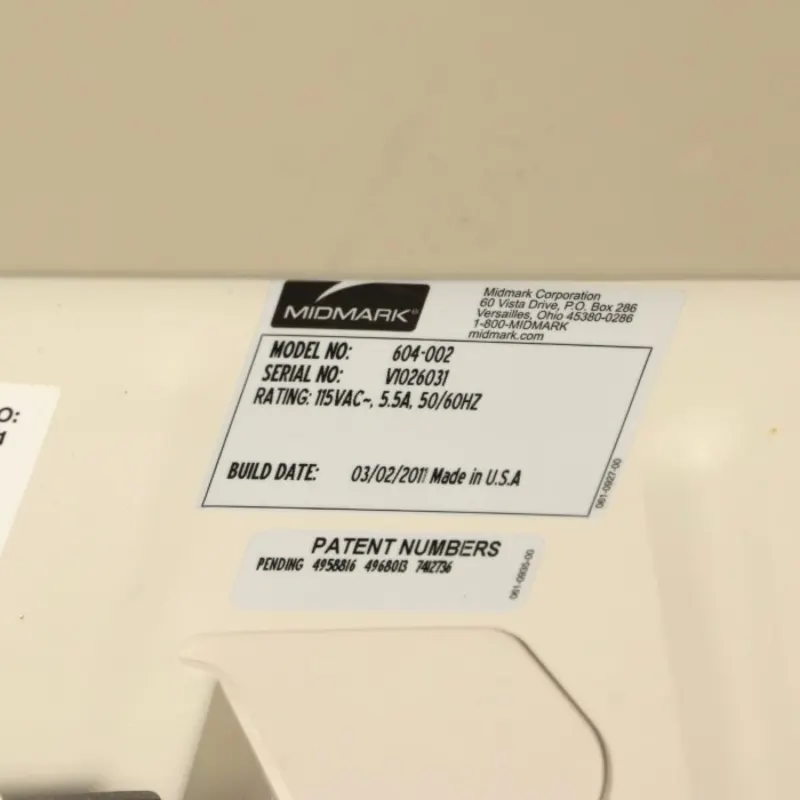 MIDMARK®
Midmark Corporation
60 Vista Drive, P.O. Box 286
Versailles, Ohio 45380-0286
1-800-MIDMARK
midmark.com
MODEL NO: 604-002
SERIAL NO: V1026031
RATING: 115VAC~, 5.5A, 50/60HZ
BUILD DATE: 03/02/2011 Made in U.S.A
061-0927-00
PATENT NUMBERS
PENDING 4958816 4968013 7412736
061-0935-00
O:
1